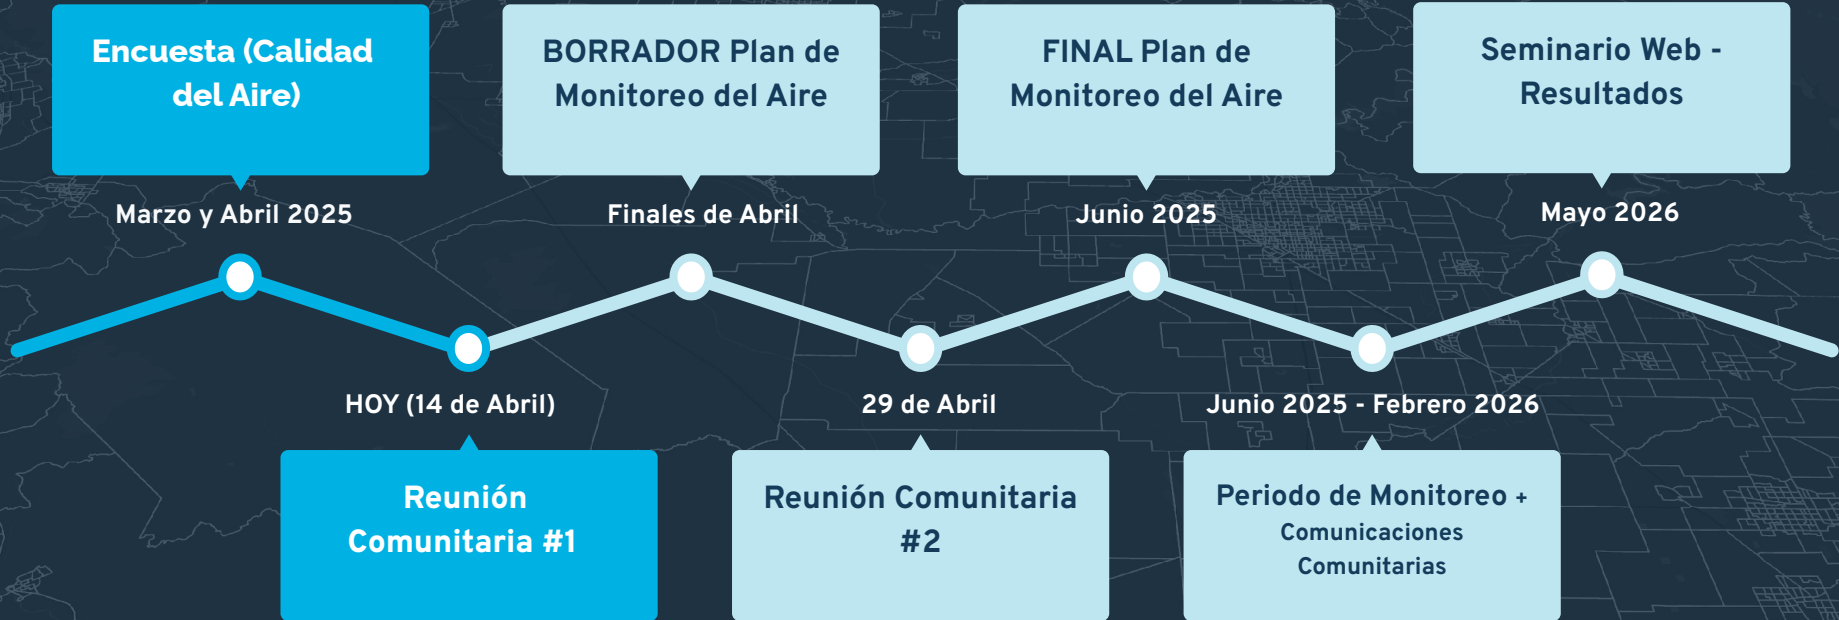 Encuesta (Calidad
del Aire)
Marzo y Abril 2025
BORRADOR Plan de
Monitoreo del Aire
Finales de Abril
FINAL Plan de
Monitoreo del Aire
Junio 2025
Seminario Web -
Resultados
Mayo 2026
HOY (14 de Abril)
Reunión
Comunitaria #1
29 de Abril
Reunión Comunitaria
#2
Junio 2025 - Febrero 2026
Periodo de Monitoreo +
Comunicaciones
Comunitarias